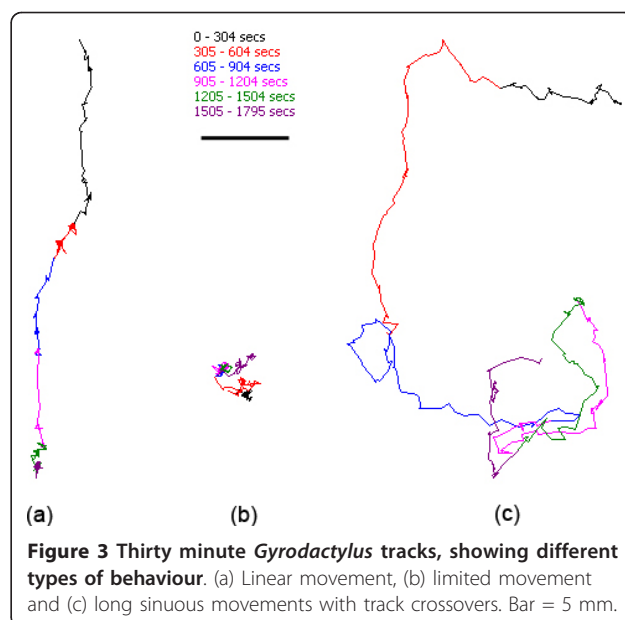 0 - 304 secs
305 - 604 secs
605 - 904 secs
905 - 1204 secs
1205 - 1504 secs
1505 - 1795 secs
(a)
(b)
(c)
Figure 3 Thirty minute Gyrodactylus tracks, showing different
types of behaviour. (a) Linear movement, (b) limited movement
and (c) long sinuous movements with track crossovers. Bar = 5 mm.